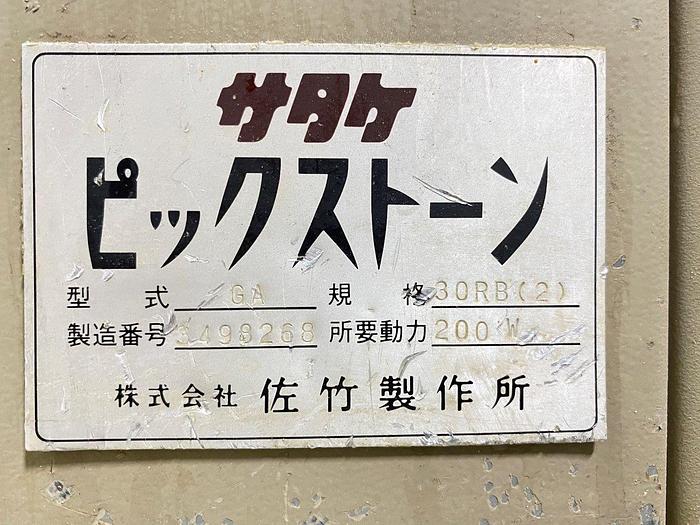 サタケ
ピックストーン
型式 GA 規格 30RB(2)
製造番号 3498268 所要動力 200 W
株式会社 佐竹製作所